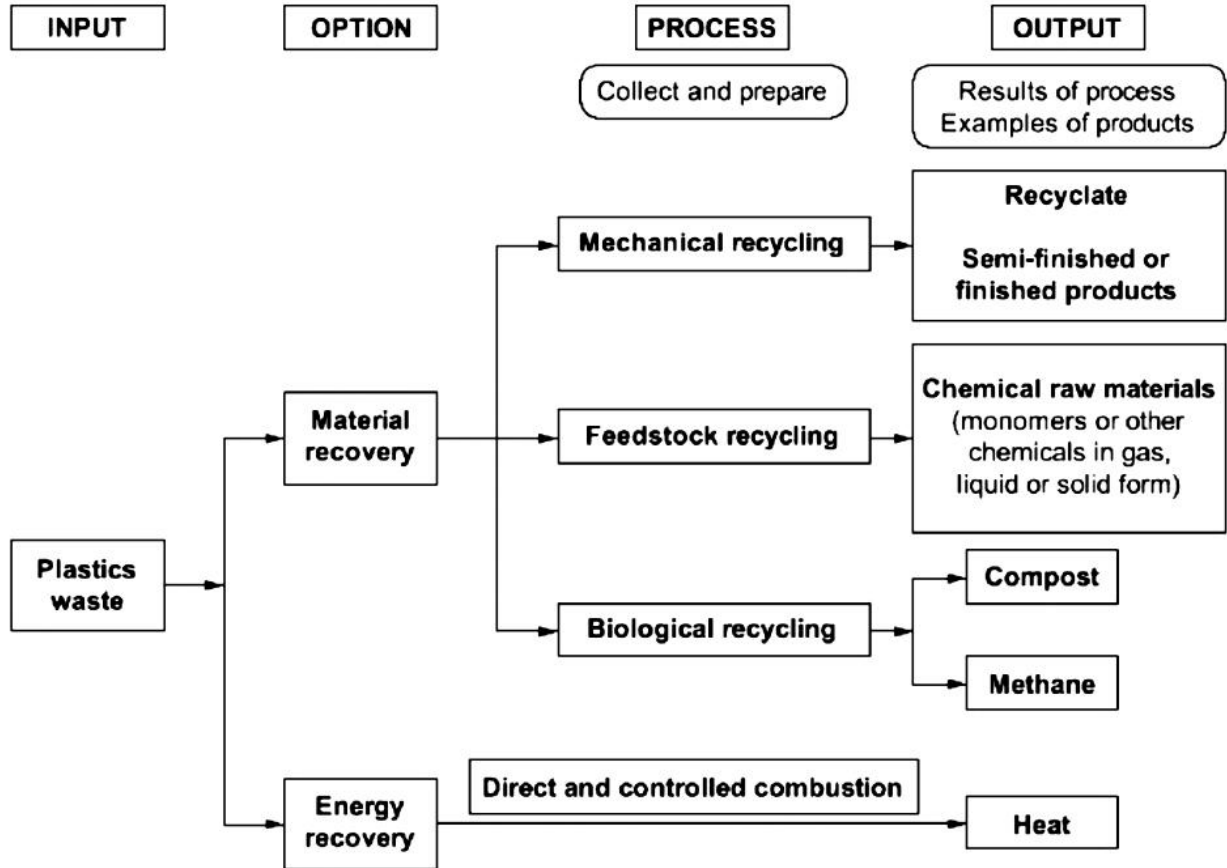 INPUT
OPTION
PROCESS
OUTPUT
Collect and prepare
Results of process
Examples of products
Mechanical recycling
Recyclate
Semi-finished or
finished products
Material
recovery
Feedstock recycling
Chemical raw materials
(monomers or other
chemicals in gas,
liquid or solid form)
Plastics
waste
Biological recycling
Compost
Methane
Energy
recovery
Direct and controlled combustion
Heat